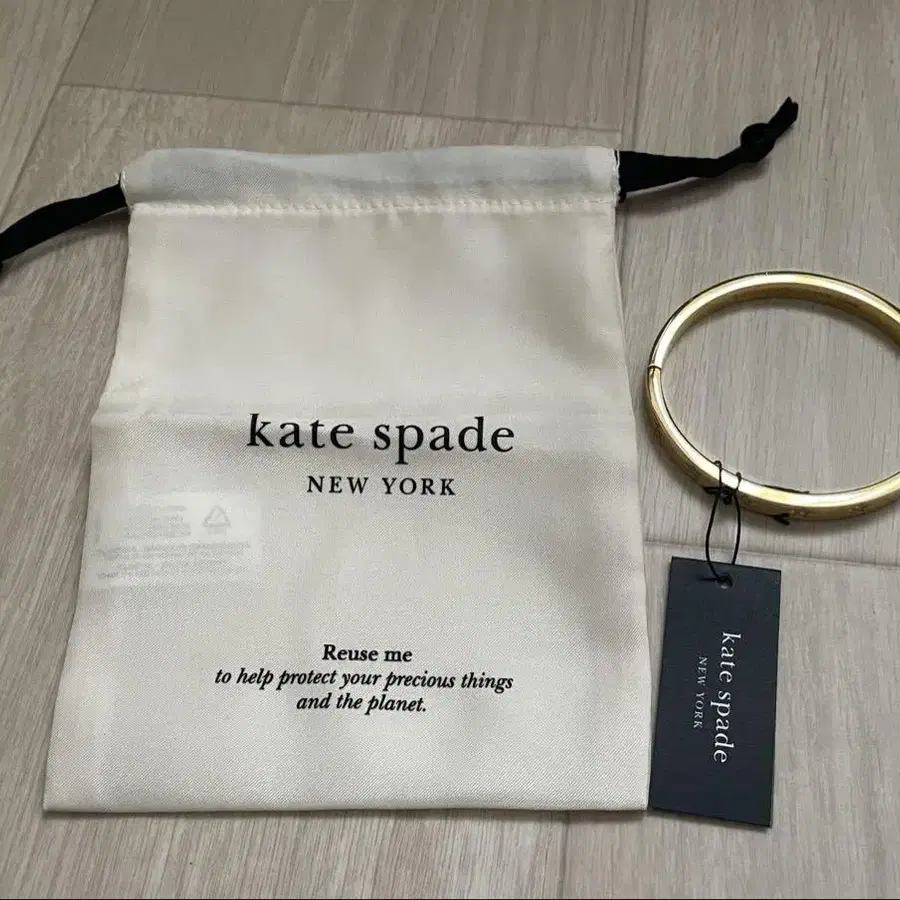 kate spade
NEW YORK
Reuse me
to help protect your precious things
and the planet.
kate spade
NEW YORK